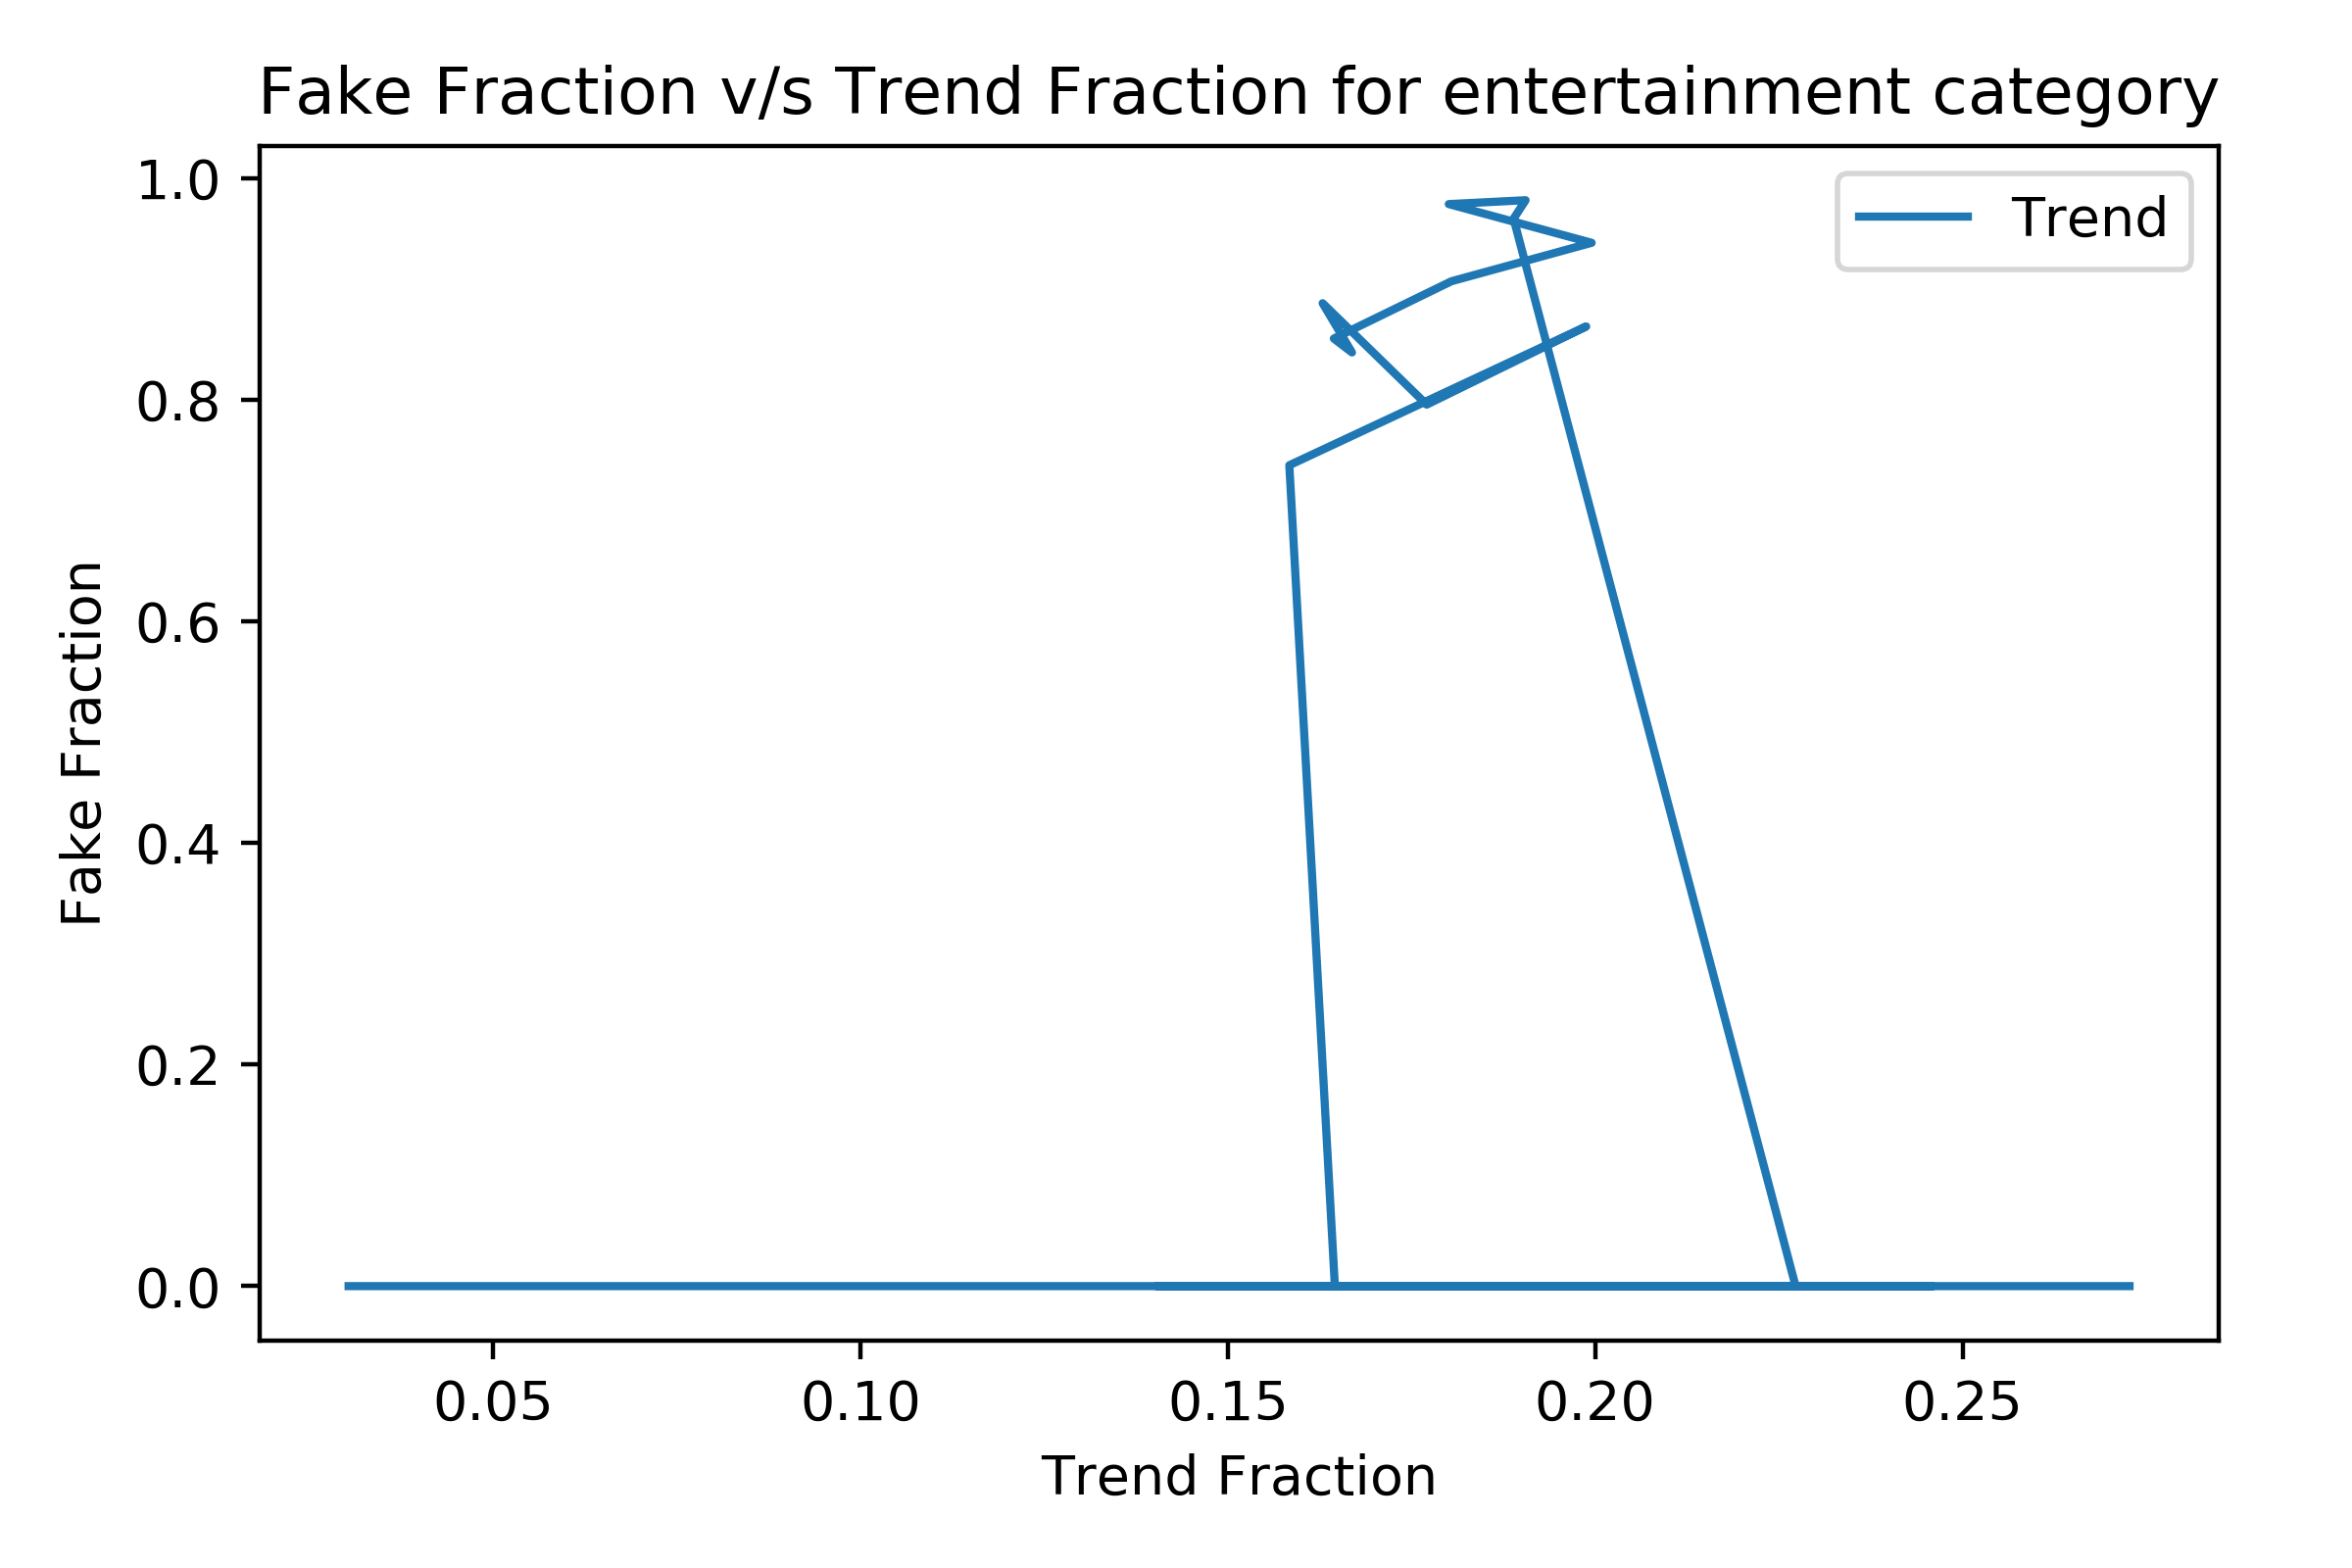 Fake Fraction v/s Trend Fraction for entertainment category
Trend
Fake Fraction
1.0
0.8
0.6
0.4
0.2
0.0
0.05 0.10 0.15 0.20 0.25
Trend Fraction